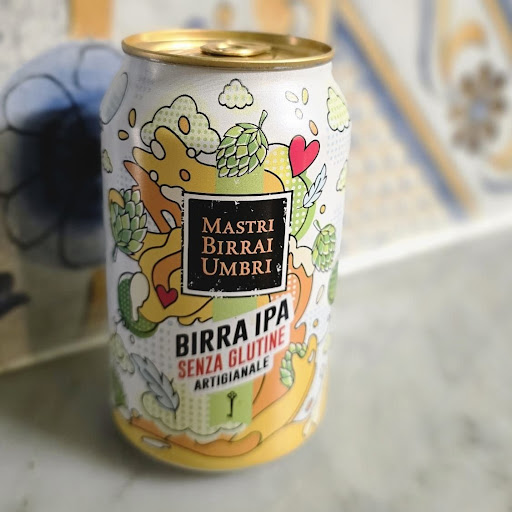 MASTRI
BIRRAI
UMBRI
BIRRA IPA
SENZA GLUTINE
ARTIGIANALE